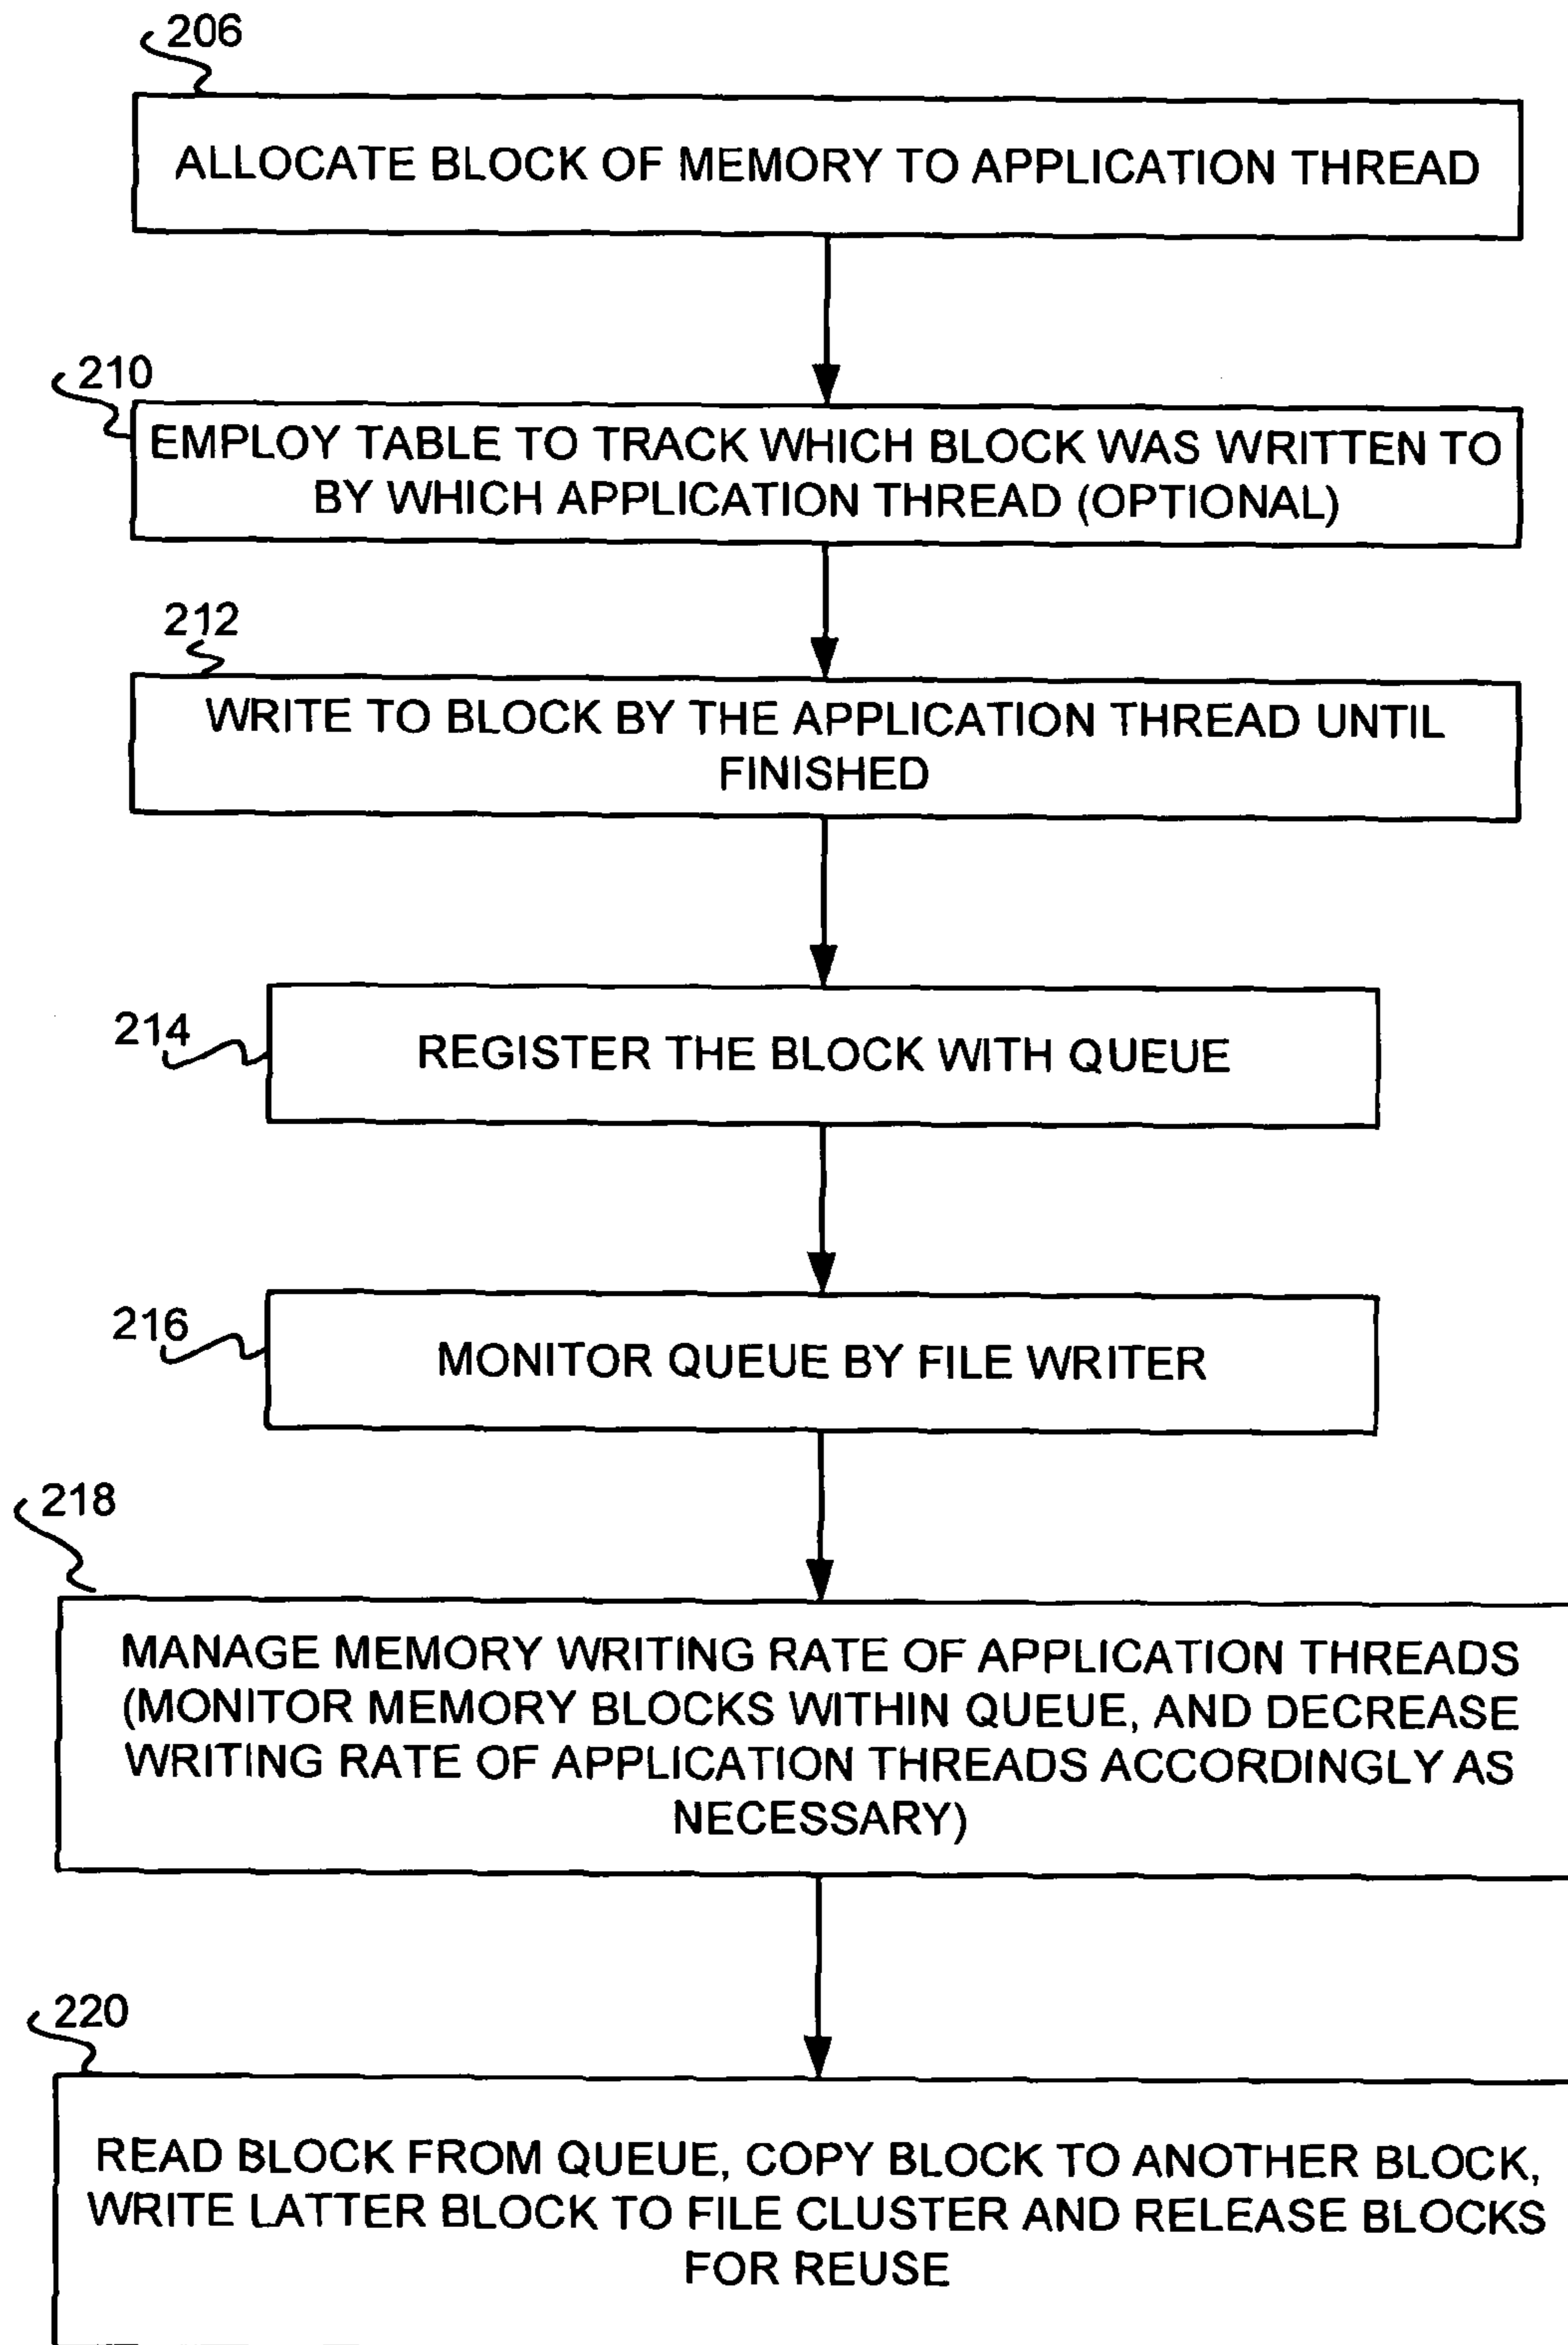 206
ALLOCATE BLOCK OF MEMORY TO APPLICATION THREAD
210
EMPLOY TABLE TO TRACK WHICH BLOCK WAS WRITTEN TO
BY WHICH APPLICATION THREAD (OPTIONAL)
212
WRITE TO BLOCK BY THE APPLICATION THREAD UNTIL
FINISHED
214
REGISTER THE BLOCK WITH QUEUE
216
MONITOR QUEUE BY FILE WRITER
218
MANAGE MEMORY WRITING RATE OF APPLICATION THREADS
(MONITOR MEMORY BLOCKS WITHIN QUEUE, AND DECREASE
WRITING RATE OF APPLICATION THREADS ACCORDINGLY AS
NECESSARY)
220
READ BLOCK FROM QUEUE, COPY BLOCK TO ANOTHER BLOCK,
WRITE LATTER BLOCK TO FILE CLUSTER AND RELEASE BLOCKS
FOR REUSE